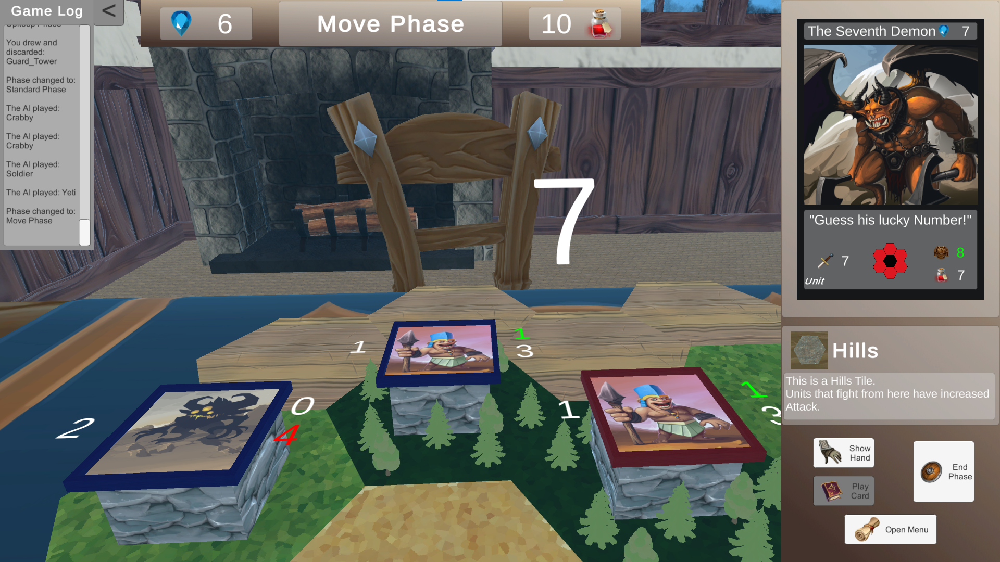 Game Log
<
Upkeep Phase
You drew and
discarded:
Guard_Tower
Phase changed to:
Standard Phase
The AI played:
Crabby
The AI played:
Crabby
The AI played:
Soldier
The AI played: Yeti
Phase changed to:
Move Phase
6
Move Phase
10
7
1
1
3
2
0
4
1
1
3
The Seventh Demon 7
"Guess his lucky Number!"
7
8
7
Unit
Hills
This is a Hills Tile.
Units that fight from here have increased
Attack.
Show
Hand
Play
Card
End
Phase
Open Menu